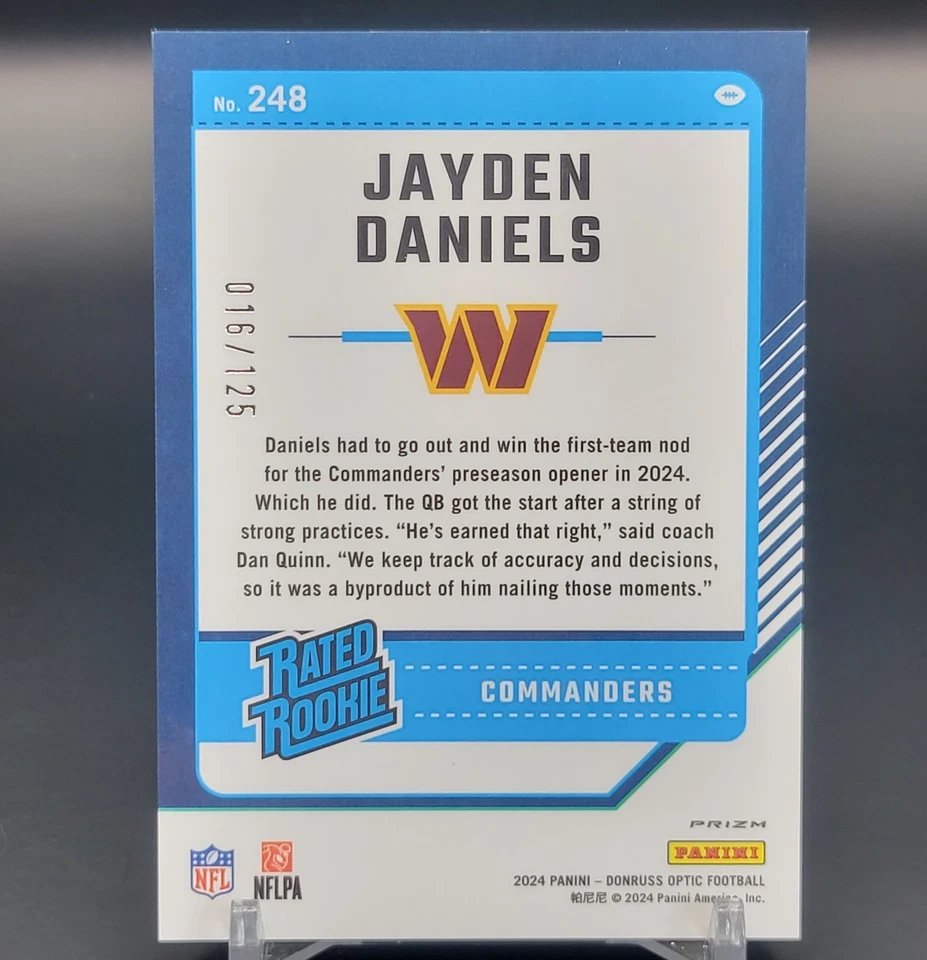 No. 248
JAYDEN
DANIELS
016/125
W
Daniels had to go out and win the first-team nod
for the Commanders' preseason opener in 2024.
Which he did. The QB got the start after a string of
strong practices. “He's earned that right,” said coach
Dan Quinn. “We keep track of accuracy and decisions,
so it was a byproduct of him nailing those moments.”
RATED
ROOKIE
COMMANDERS
PRIZM
PANINI
NFL
NFLPA
2024 PANINI – DONRUSS OPTIC FOOTBALL
帕尼尼 © 2024 Panini America, Inc.